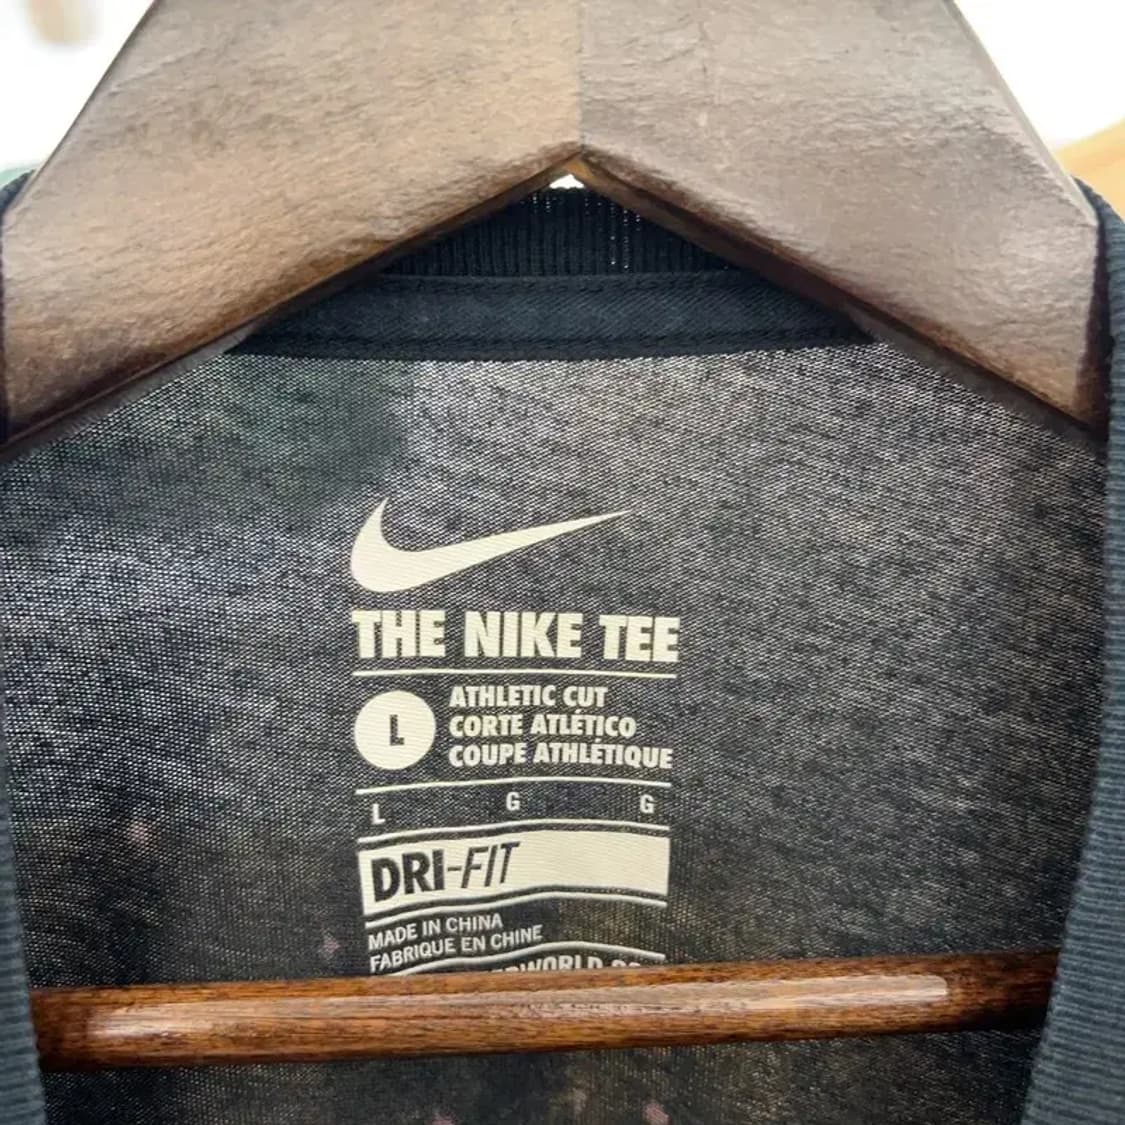 THE NIKE TEE
L
ATHLETIC CUT
CORTE ATLÉTICO
COUPE ATHLÉTIQUE
L G G
DRI-FIT
MADE IN CHINA
FABRIQUE EN CHINE